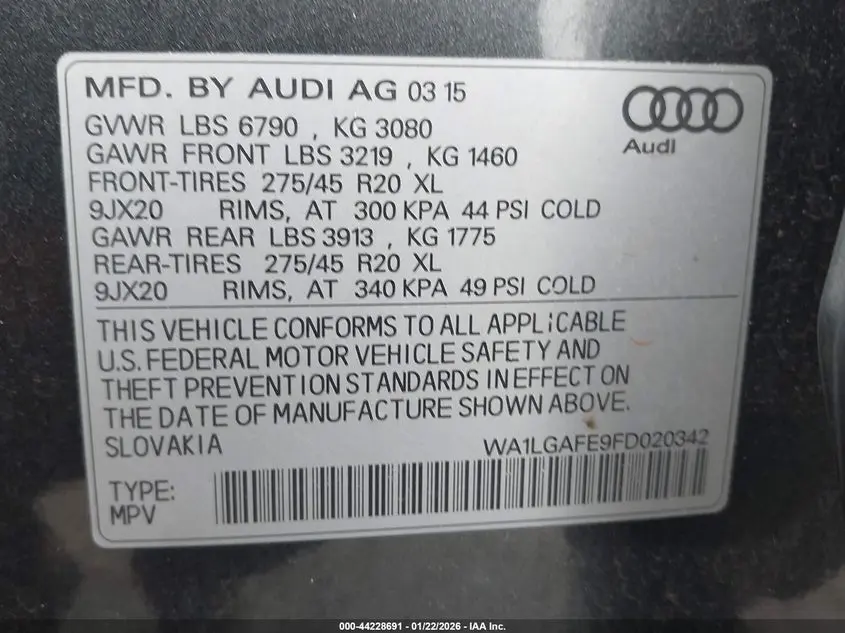 MFD. BY AUDI AG 03 15
Audi
GVWR LBS 6790 , KG 3080
GAWR FRONT LBS 3219 , KG 1460
FRONT-TIRES 275/45 R20 XL
9JX20 RIMS, AT 300 KPA 44 PSI COLD
GAWR REAR LBS 3913 , KG 1775
REAR-TIRES 275/45 R20 XL
9JX20 RIMS, AT 340 KPA 49 PSI COLD
THIS VEHICLE CONFORMS TO ALL APPLICABLE
U.S. FEDERAL MOTOR VEHICLE SAFETY AND
THEFT PREVENTION STANDARDS IN EFFECT ON
THE DATE OF MANUFACTURE SHOWN ABOVE.
SLOVAKIA WA1LGAFE9FD020342
TYPE:
MPV
000-44228691 - 01/22/2026 - IAA Inc.